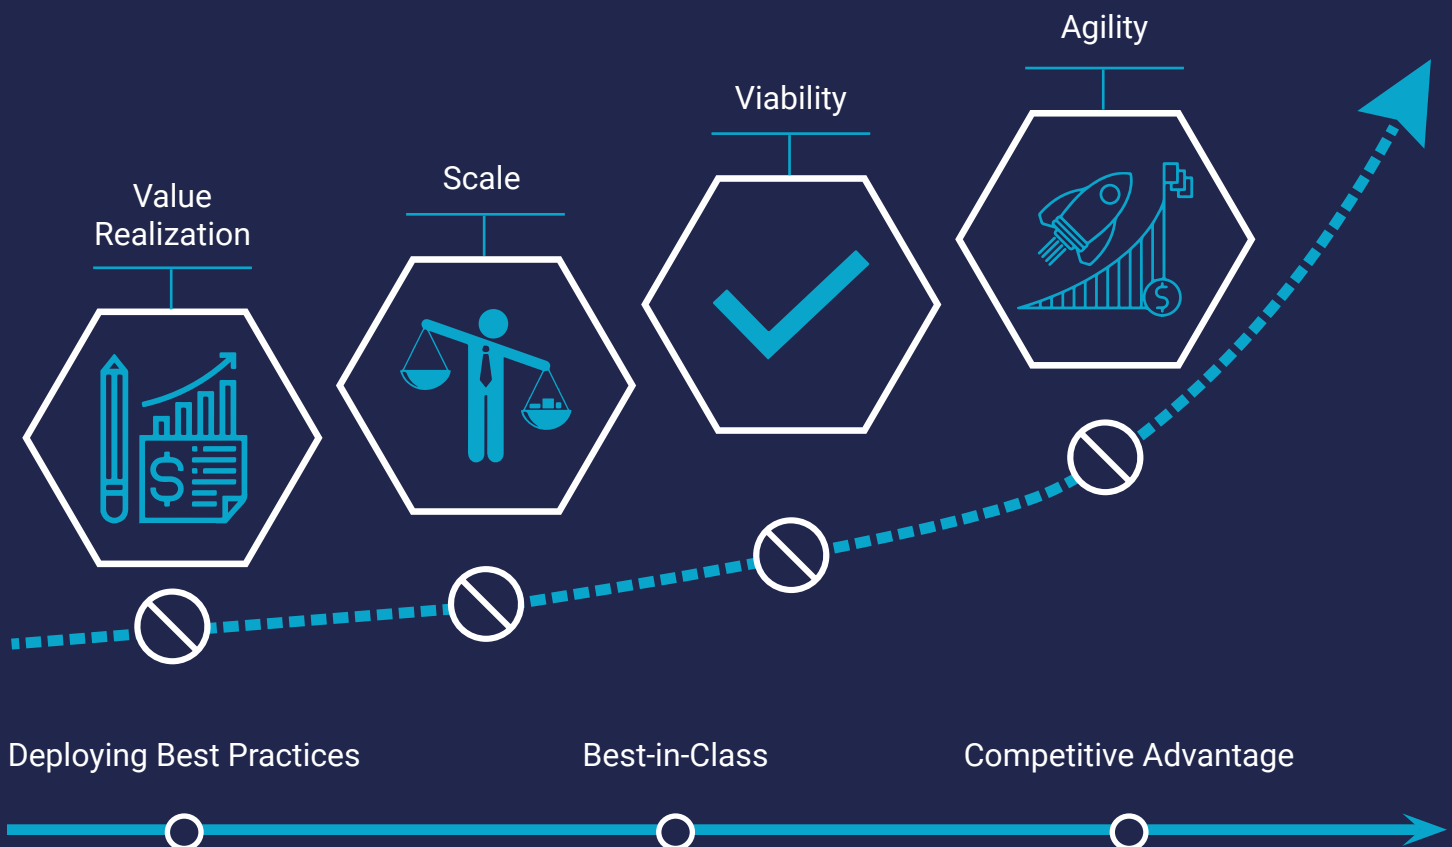 Agility
Viability
Scale
Value
Realization
$
$
Deploying Best Practices
Best-in-Class
Competitive Advantage